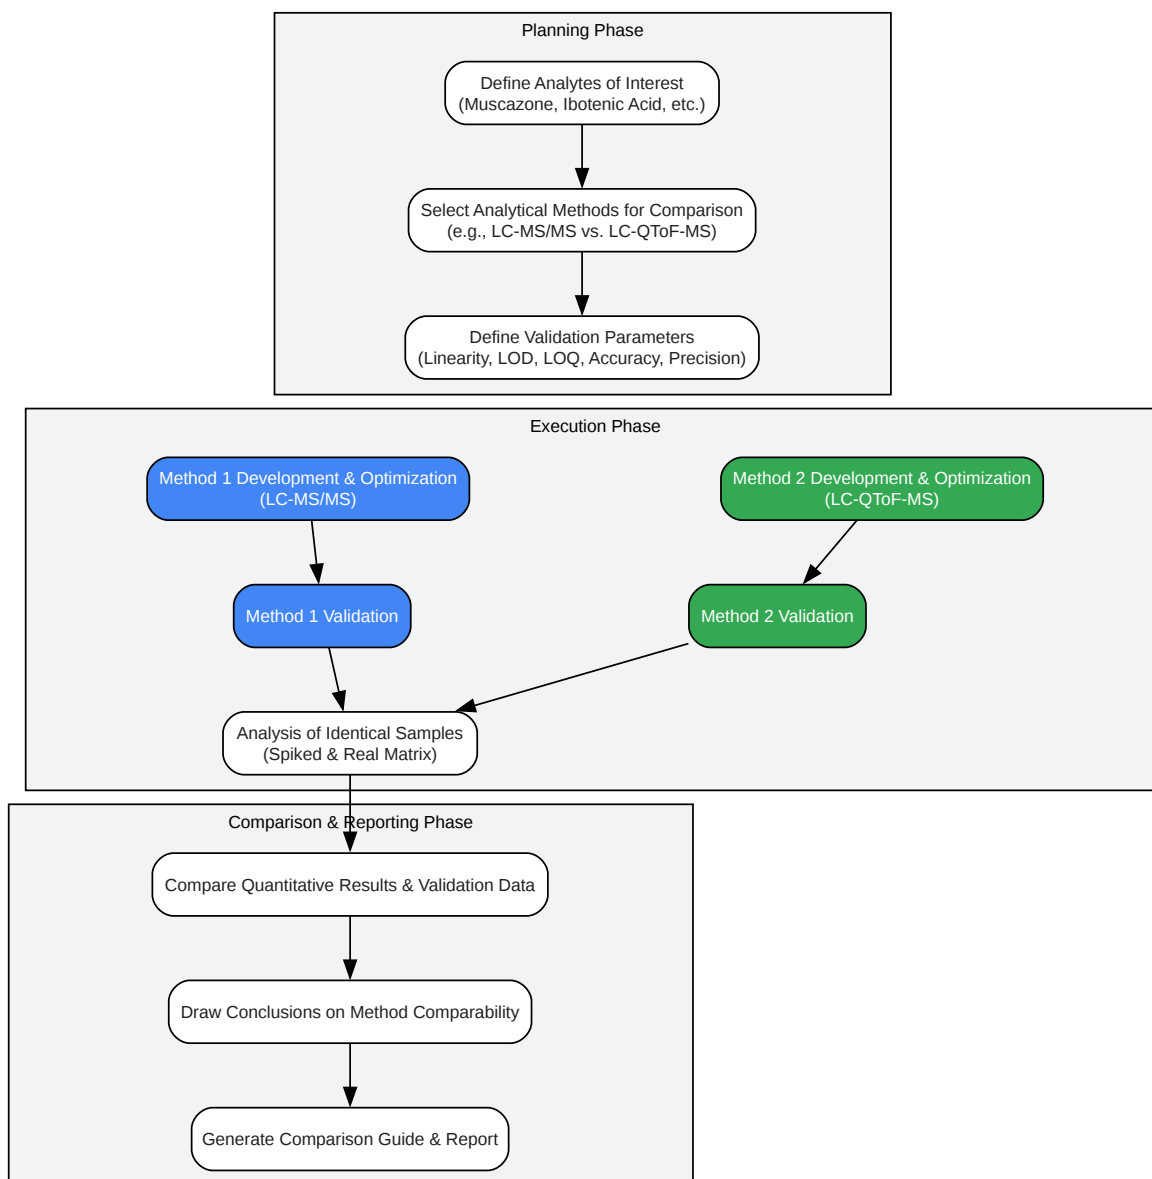 Planning Phase
Define Analytes of Interest
(Muscazone, Ibotenic Acid, etc.)
Select Analytical Methods for Comparison
(e.g., LC-MS/MS vs. LC-QToF-MS)
Define Validation Parameters
(Linearity, LOD, LOQ, Accuracy, Precision)
Execution Phase
Method 1 Development & Optimization
(LC-MS/MS)
Method 2 Development & Optimization
(LC-QToF-MS)
Method 1 Validation
Method 2 Validation
Analysis of Identical Samples
(Spiked & Real Matrix)
Comparison & Reporting Phase
Compare Quantitative Results & Validation Data
Draw Conclusions on Method Comparability
Generate Comparison Guide & Report